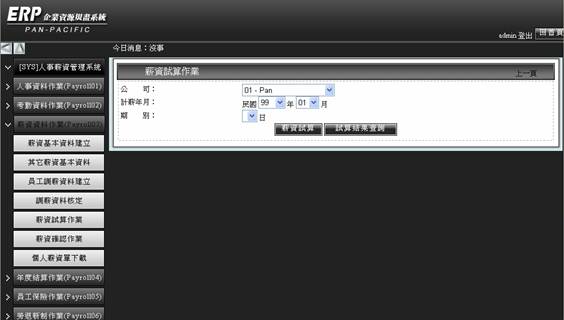 ERP 企業資源規畫系統
PAN-PACIFIC
admin 登出 回首頁
今日消息：沒事
[SYS]人事薪資管理系統
人事資料作業(Payroll01)
考勤資料作業(Payroll02)
薪資資料作業(Payroll03)
薪資基本資料建立
其它薪資基本資料
員工調薪資料建立
調薪資料核定
薪資試算作業
薪資確認作業
個人薪資單下載
年度結算作業(Payroll04)
員工保險作業(Payroll05)
勞退新制作業(Payroll06)
薪資試算作業 上一頁
公 司： 01 - Pan
計薪年月： 民國 99 年 01 月
期 別： 日
薪資試算 試算結果查詢